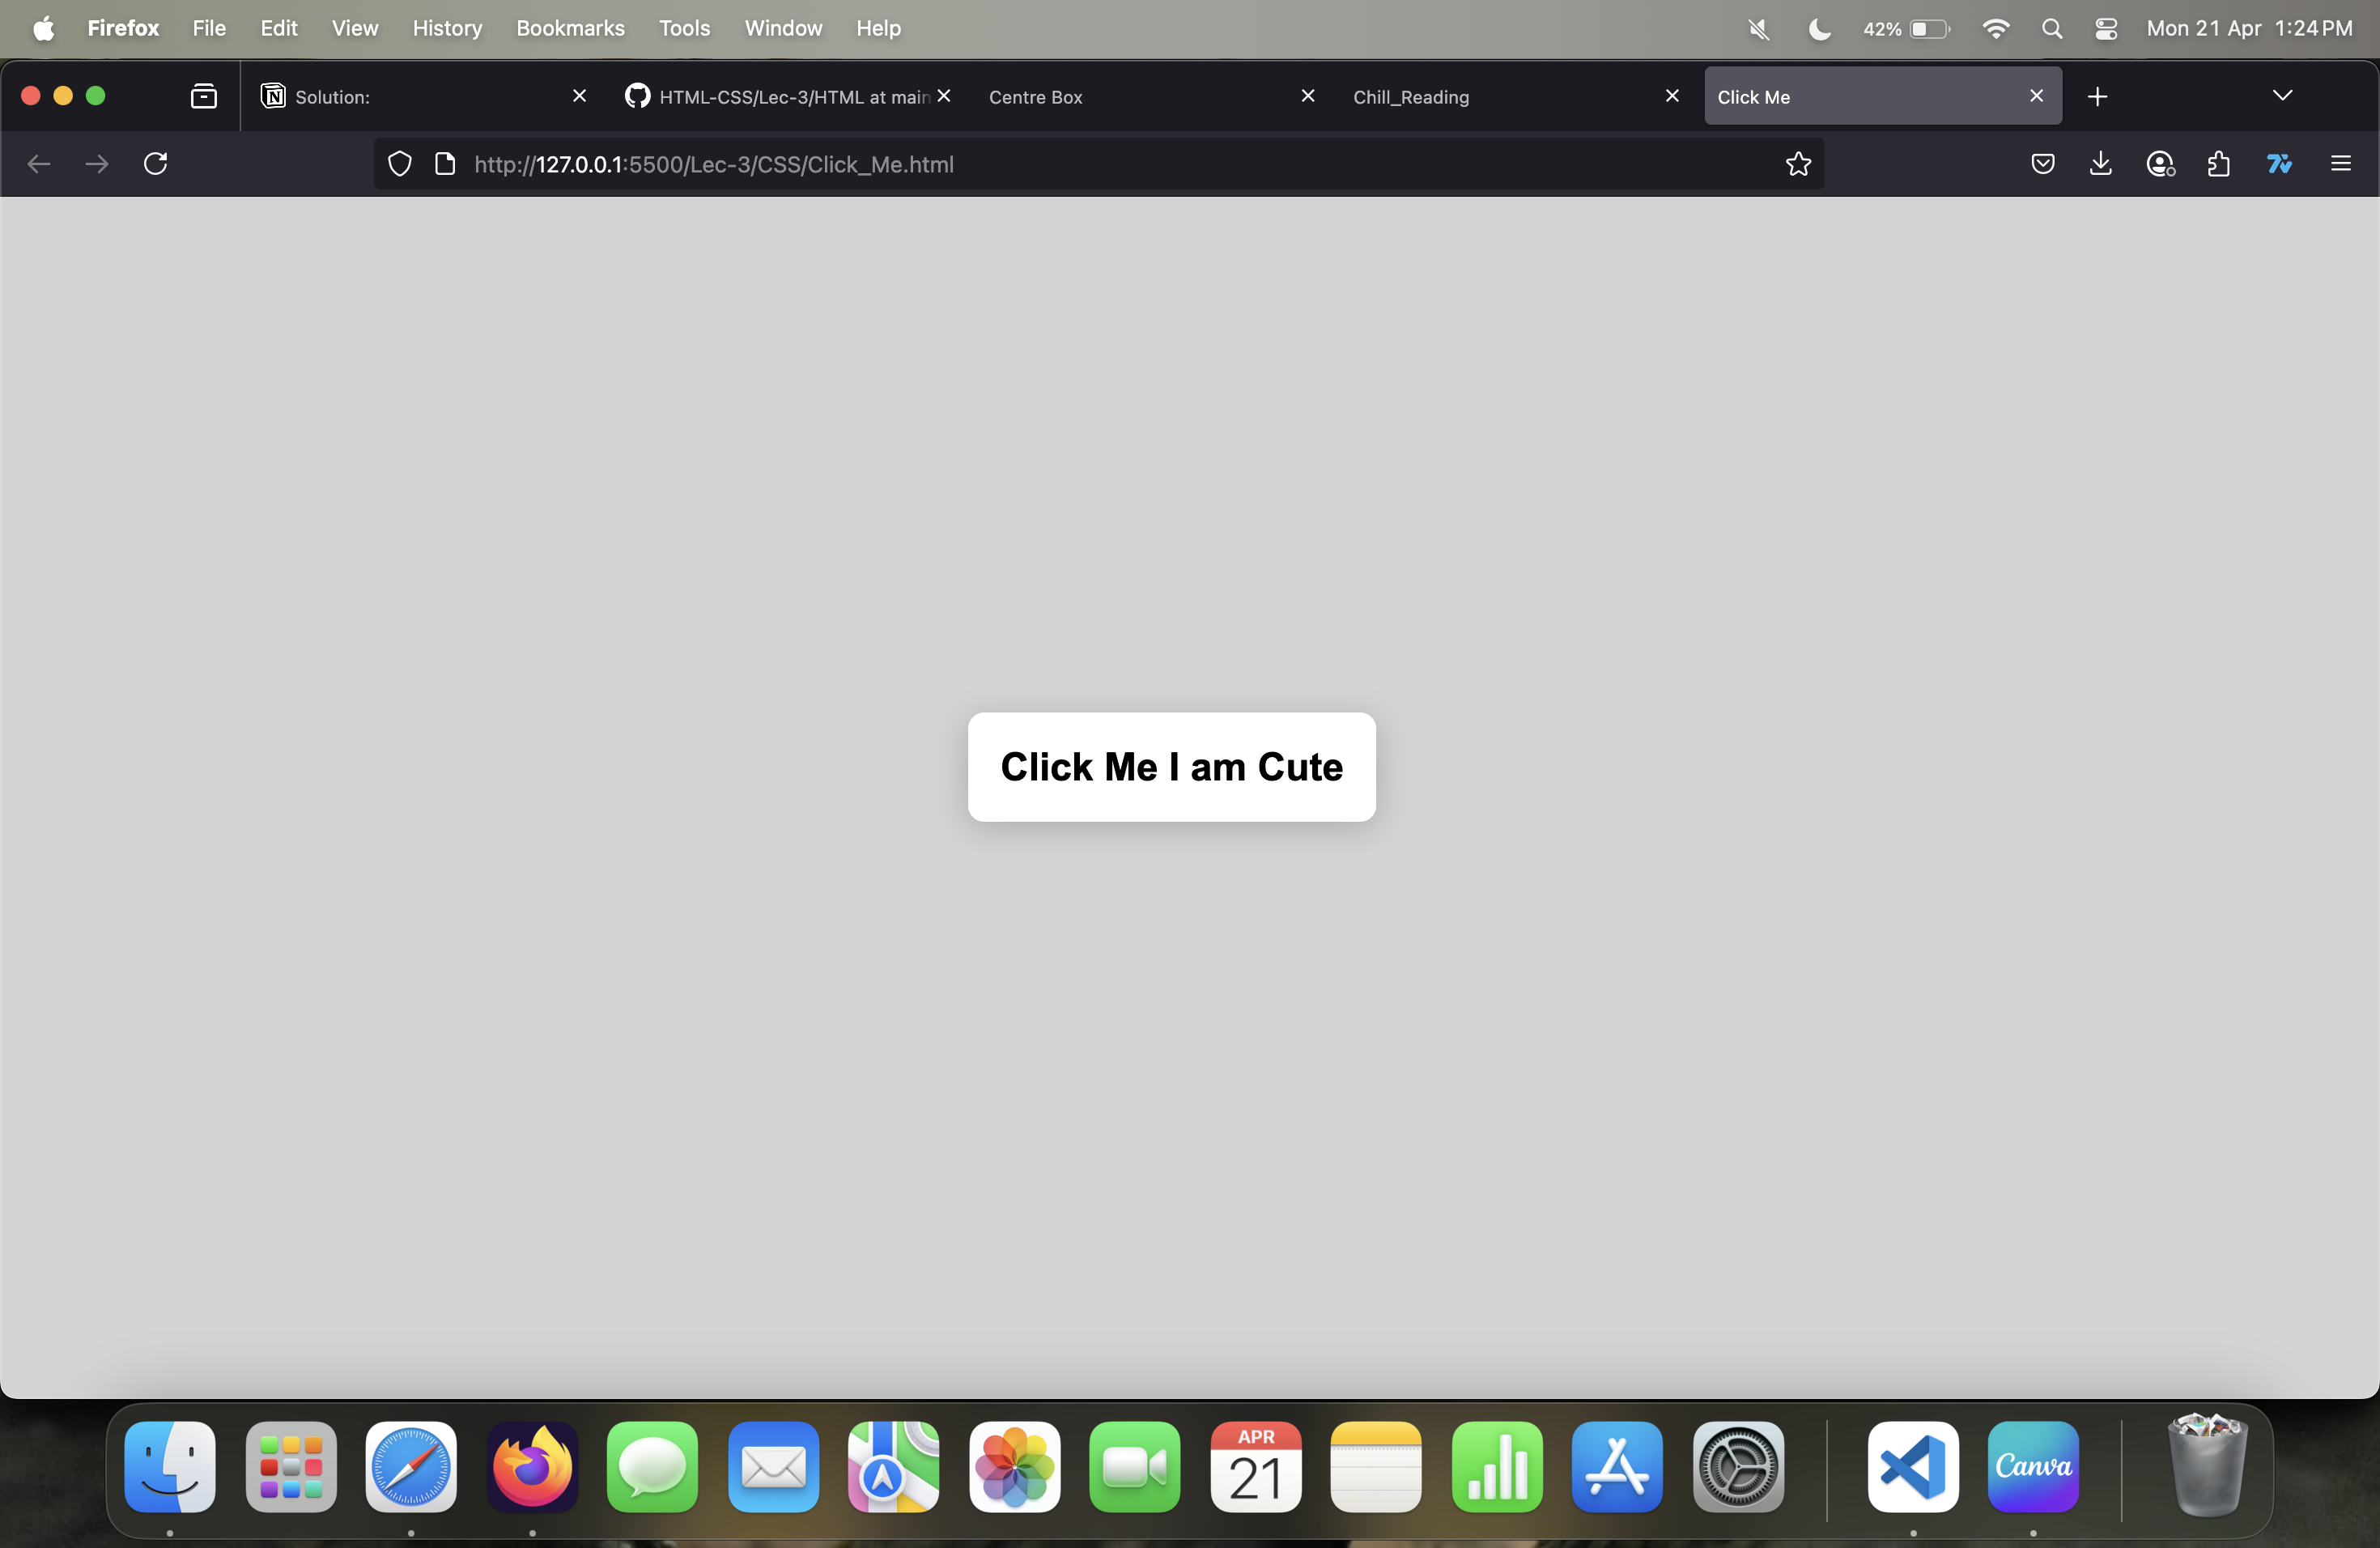 Firefox File Edit View History Bookmarks Tools Window Help 42% Mon 21 Apr 1:24 PM
Solution: HTML-CSS/Lec-3/HTML at main Centre Box Chill_Reading Click Me
http://127.0.0.1:5500/Lec-3/CSS/Click_Me.html
Click Me I am Cute
APR
21
Canva